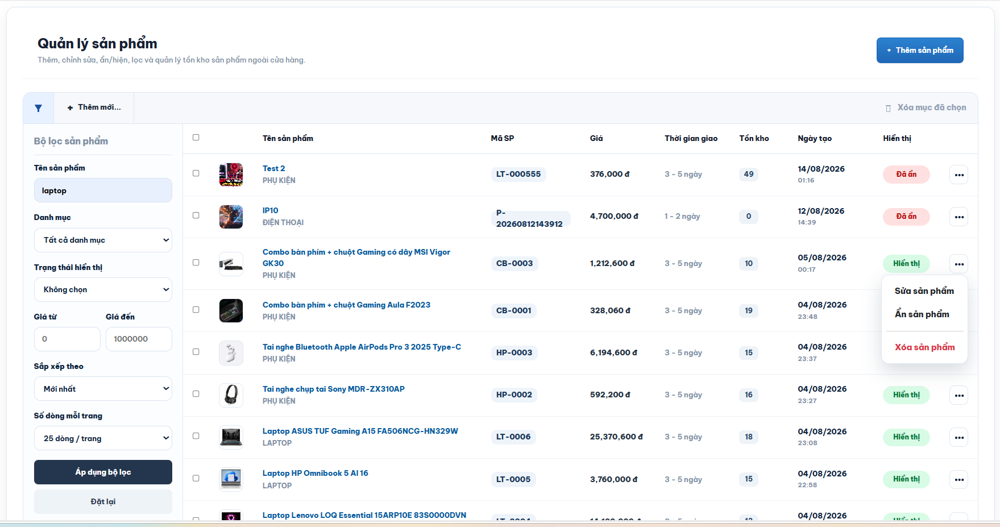 Quản lý sản phẩm
Thêm, chỉnh sửa, ẩn/hiện, lọc và quản lý tồn kho sản phẩm ngoài cửa hàng.
+ Thêm sản phẩm
+ Thêm mới...
Xóa mục đã chọn
Bộ lọc sản phẩm
Tên sản phẩm
laptop
Danh mục
Tất cả danh mục
Trạng thái hiển thị
Không chọn
Giá từ Giá đến
0 1000000
Sắp xếp theo
Mới nhất
Số dòng mỗi trang
25 dòng / trang
Áp dụng bộ lọc
Đặt lại
Tên sản phẩm Mã SP Giá Thời gian giao Tồn kho Ngày tạo Hiển thị
Test 2
PHỤ KIỆN
LT-000555 376,000 đ 3 - 5 ngày 49 14/08/2026
01:16
Đã ẩn
IP10
ĐIỆN THOẠI
P-
20260812143912
4,700,000 đ 1 - 2 ngày 0 12/08/2026
14:39
Đã ẩn
Combo bàn phím + chuột Gaming có dây MSI Vigor
GK30
PHỤ KIỆN
CB-0003 1,212,600 đ 3 - 5 ngày 10 05/08/2026
00:17
Hiển thị
Sửa sản phẩm
Ẩn sản phẩm
Xóa sản phẩm
Combo bàn phím + chuột Gaming Aula F2023
PHỤ KIỆN
CB-0001 328,060 đ 3 - 5 ngày 19 04/08/2026
23:48
Tai nghe Bluetooth Apple AirPods Pro 3 2025 Type-C
PHỤ KIỆN
HP-0003 6,194,600 đ 3 - 5 ngày 15 04/08/2026
23:37
Tai nghe chụp tai Sony MDR-ZX310AP
PHỤ KIỆN
HP-0002 592,200 đ 3 - 5 ngày 16 04/08/2026
23:27
Hiển thị
Laptop ASUS TUF Gaming A15 FA506NCG-HN329W
LAPTOP
LT-0006 25,370,600 đ 3 - 5 ngày 18 04/08/2026
23:08
Hiển thị
Laptop HP Omnibook 5 AI 16
LAPTOP
LT-0005 3,760,000 đ 3 - 5 ngày 15 04/08/2026
22:58
Hiển thị
Laptop Lenovo LOQ Essential 15ARP10E 83S0000DVN
04/08/2026